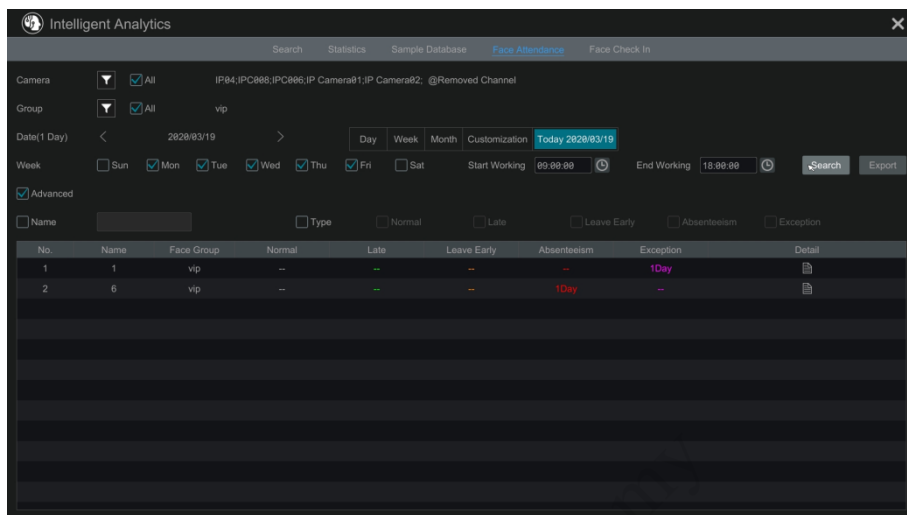 Intelligent Analytics
Search Statistics Sample Database Face Attendance Face Check In
Camera All IP04;IPC008;IPC006;IP Camera01;IP Camera02; @Removed Channel
Group All vip
Date(1 Day) < 2020/03/19 > Day Week Month Customization Today 2020/03/19
Week Sun Mon Tue Wed Thu Fri Sat Start Working 09:00:00 End Working 18:00:00 Search Export
Advanced
Name Type Normal Late Leave Early Absenteeism Exception
No. Name Face Group Normal Late Leave Early Absenteeism Exception Detail
1 1 vip -- -- -- -- 1Day
2 6 vip -- -- -- 1Day --